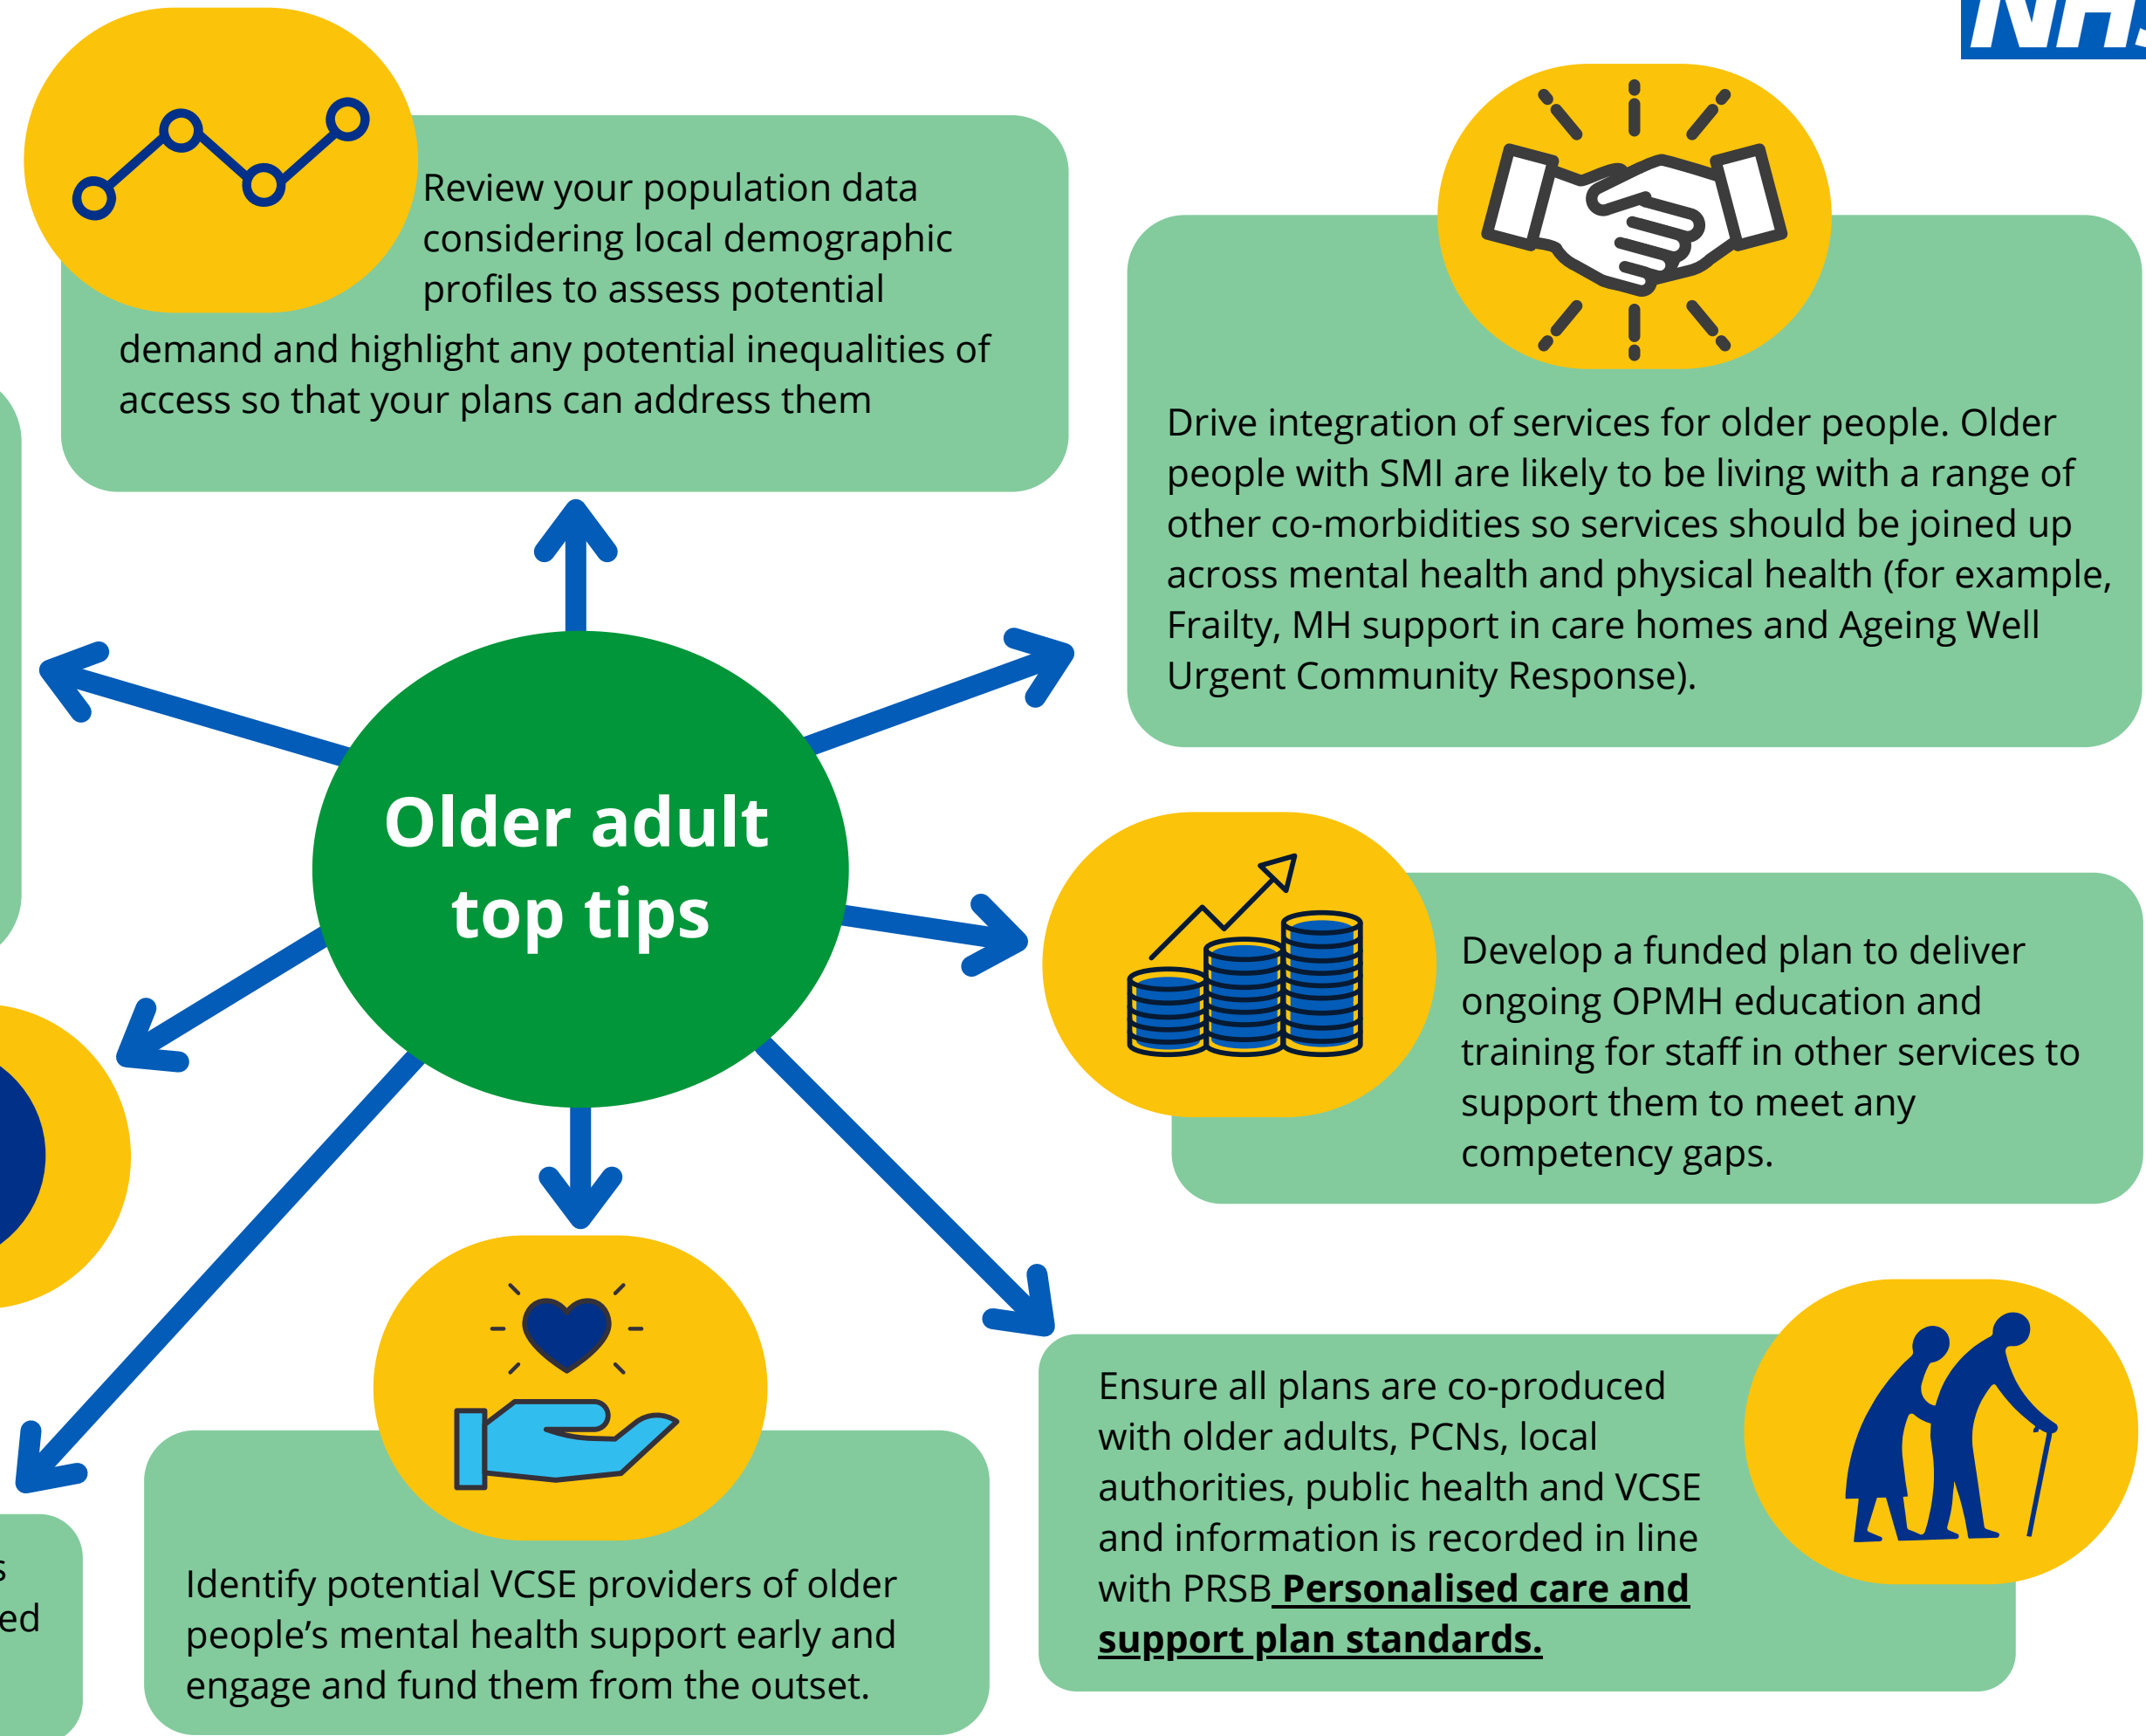 NHS
Review your population data
considering local demographic
profiles to assess potential
demand and highlight any potential inequalities of
access so that your plans can address them
Drive integration of services for older people. Older
people with SMI are likely to be living with a range of
other co-morbidities so services should be joined up
across mental health and physical health (for example,
Frailty, MH support in care homes and Ageing Well
Urgent Community Response).
Older adult
top tips
Develop a funded plan to deliver
ongoing OPMH education and
training for staff in other services to
support them to meet any
competency gaps.
Ensure all plans are co-produced
with older adults, PCNs, local
authorities, public health and VCSE
and information is recorded in line
with PRSB Personalised care and
support plan standards.
Identify potential VCSE providers of older
people’s mental health support early and
engage and fund them from the outset.